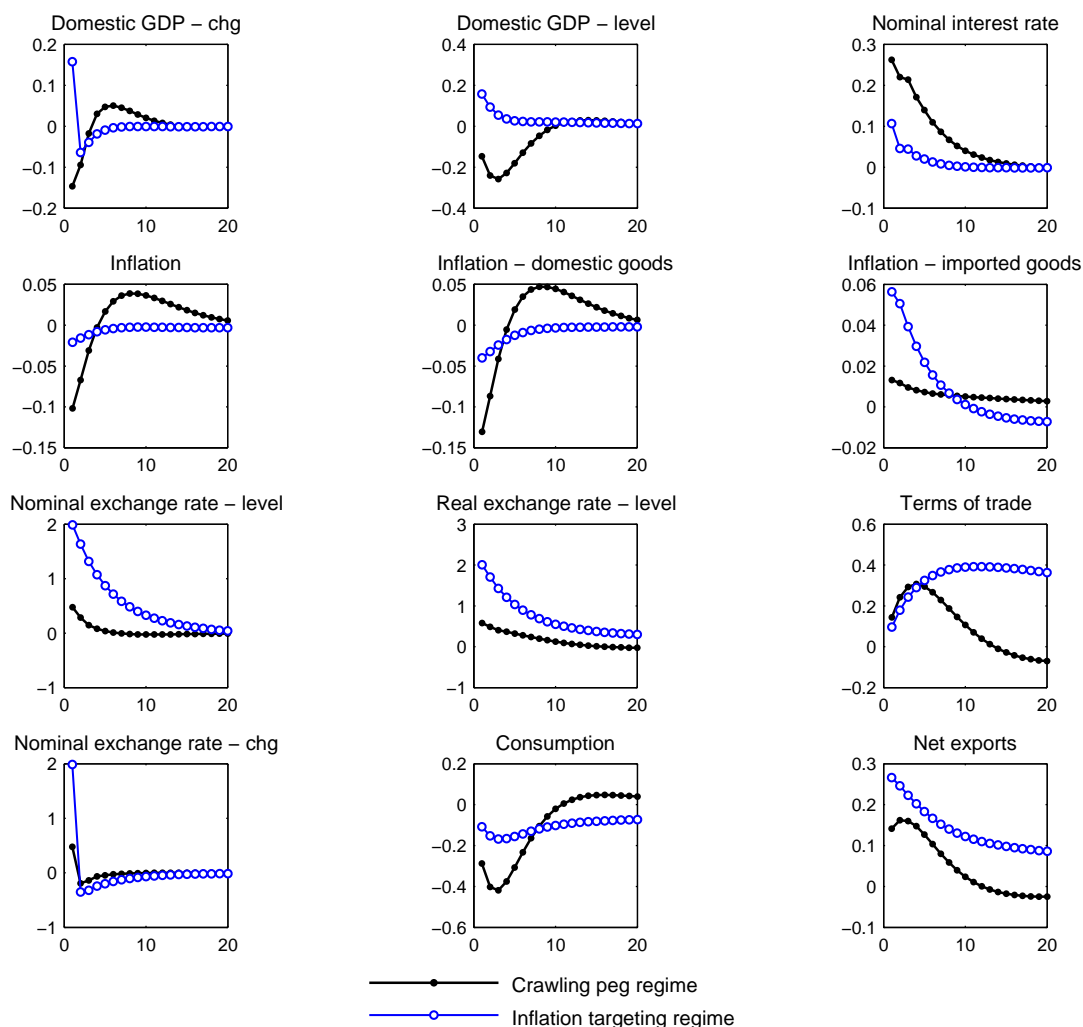 Domestic GDP − chg
Domestic GDP − level
Nominal interest rate
0.2
0.1
0
−0.1
−0.2
0 10 20
0.4
0.2
0
−0.2
−0.4
0 10 20
0.3
0.2
0.1
0
−0.1
0 10 20
Inflation
Inflation − domestic goods
Inflation − imported goods
0.05
0
−0.05
−0.1
−0.15
0 10 20
0.05
0
−0.05
−0.1
−0.15
0 10 20
0.06
0.04
0.02
0
−0.02
0 10 20
Nominal exchange rate − level
Real exchange rate − level
Terms of trade
2
1
0
−1
0 10 20
3
2
1
0
−1
0 10 20
0.6
0.4
0.2
0
−0.2
0 10 20
Nominal exchange rate − chg
Consumption
Net exports
2
1
0
−1
0 10 20
0.2
0
−0.2
−0.4
−0.6
0 10 20
0.3
0.2
0.1
0
−0.1
0 10 20
Crawling peg regime
Inflation targeting regime